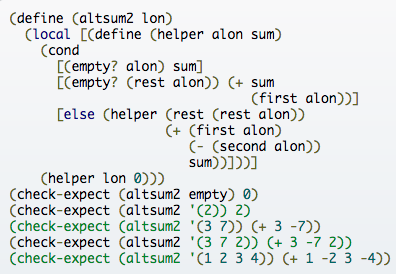 (define (altsum2 lon)
  (local [(define (helper alon sum)
    (cond
      [(empty? alon) sum]
      [(empty? (rest alon)) (+ sum
                               (first alon))]
      [else (helper (rest (rest alon))
                    (+ (first alon)
                       (- (second alon))
                       sum))]))]
    (helper lon 0)))
(check-expect (altsum2 empty) 0)
(check-expect (altsum2 '(2)) 2)
(check-expect (altsum2 '(3 7)) (+ 3 -7))
(check-expect (altsum2 '(3 7 2)) (+ 3 -7 2))
(check-expect (altsum2 '(1 2 3 4)) (+ 1 -2 3 -4))